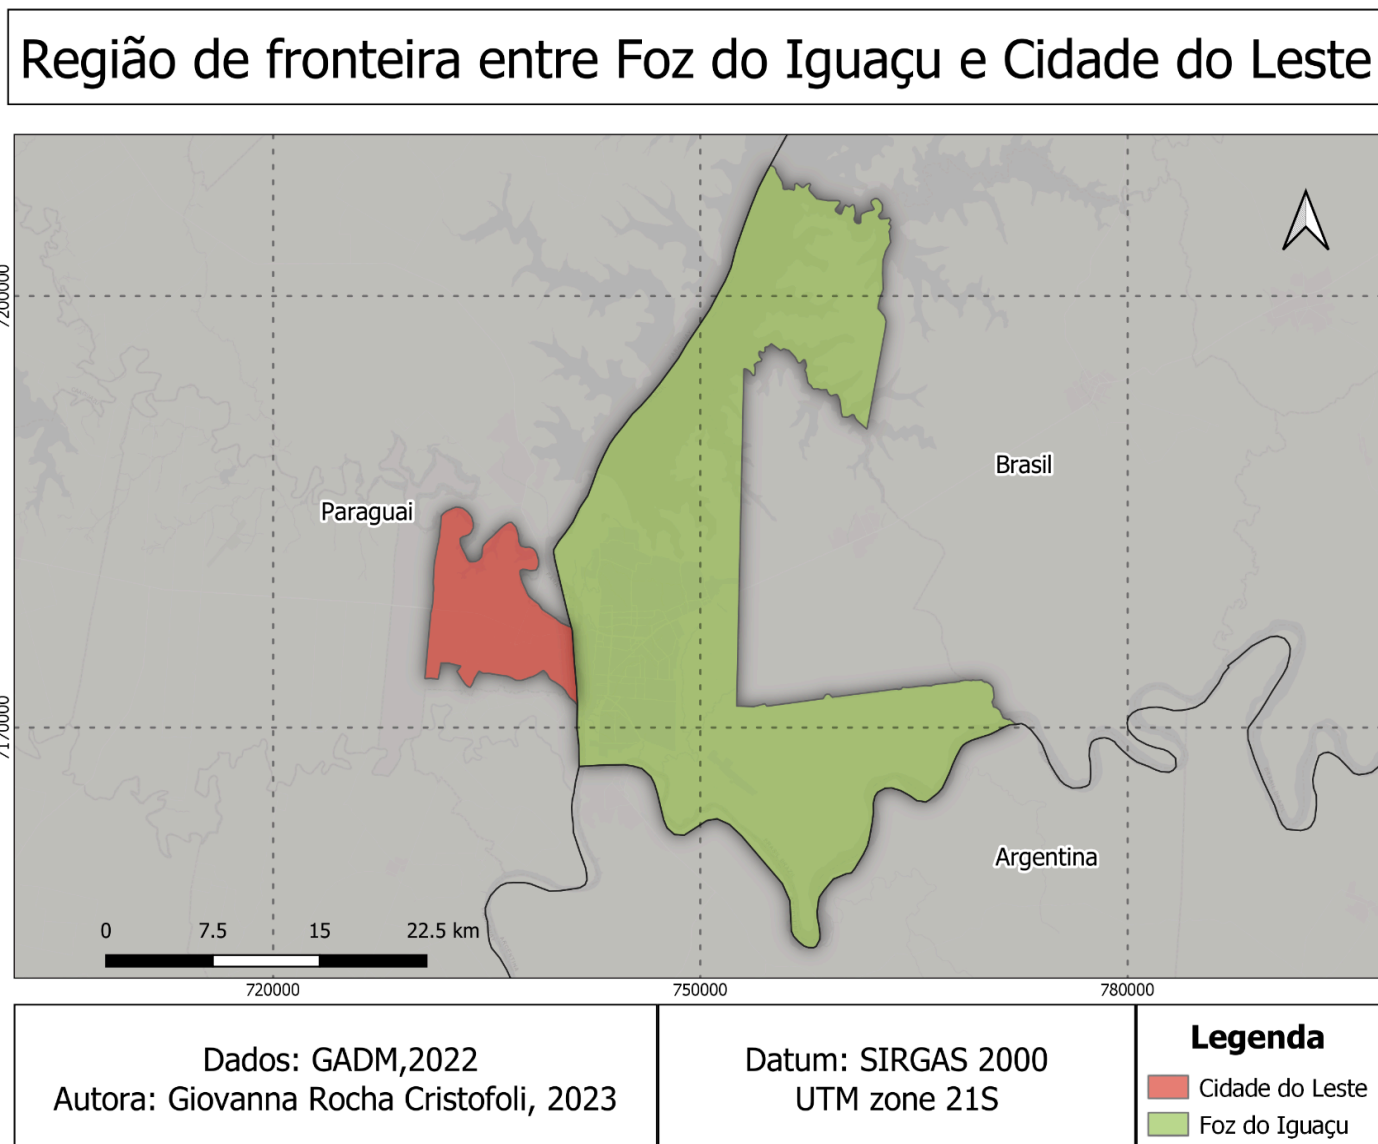 Região de fronteira entre Foz do Iguaçu e Cidade do Leste
7200000
Brasil
Paraguai
7170000
Argentina
0 7.5 15 22.5 km
720000 750000 780000
Dados: GADM,2022
Autora: Giovanna Rocha Cristofoli, 2023
Datum: SIRGAS 2000
UTM zone 21S
Legenda
Cidade do Leste
Foz do Iguaçu